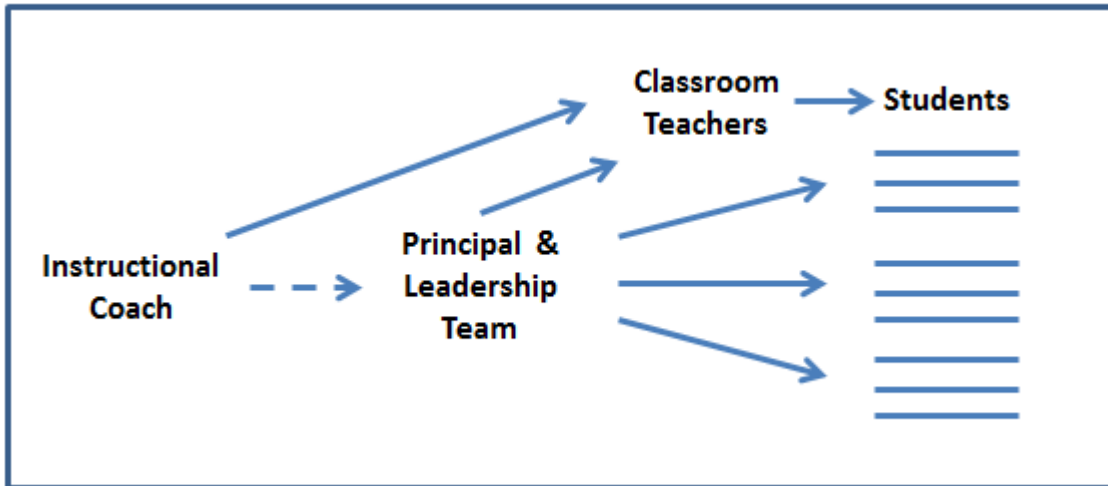 Classroom
Teachers
Students
Instructional
Coach
Principal &
Leadership
Team